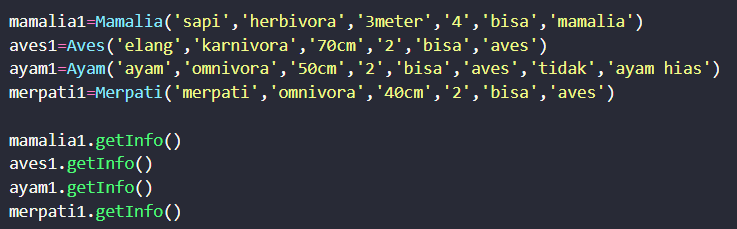 mamalia1=Mamalia('sapi','herbivora','3meter','4','bisa','mamalia')
aves1=Aves('elang','karnivora','70cm','2','bisa','aves')
ayam1=Ayam('ayam','omnivora','50cm','2','bisa','aves','tidak','ayam hias')
merpati1=Merpati('merpati','omnivora','40cm','2','bisa','aves')
mamalia1.getInfo()
aves1.getInfo()
ayam1.getInfo()
merpati1.getInfo()